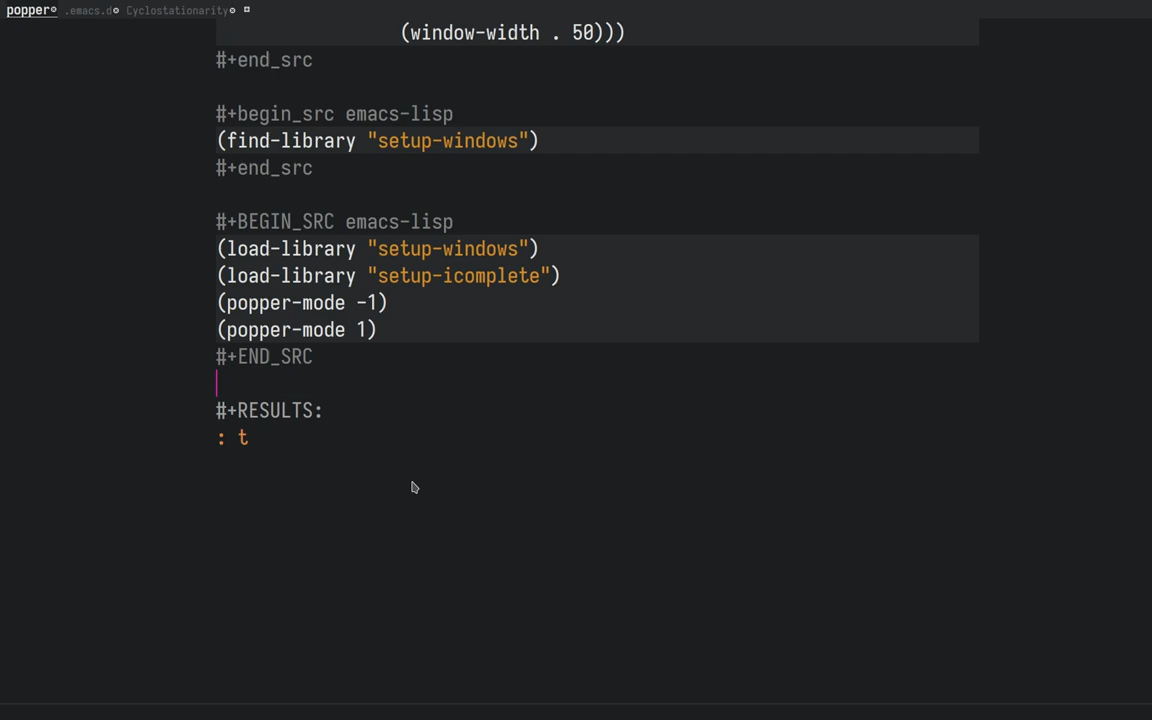 popper .emacs.d Cyclostationarity
(window-width . 50)))
#+end_src
#+begin_src emacs-lisp
(find-library "setup-windows")
#+end_src
#+BEGIN_SRC emacs-lisp
(load-library "setup-windows")
(load-library "setup-icomplete")
(popper-mode -1)
(popper-mode 1)
#+END_SRC
#+RESULTS:
: t